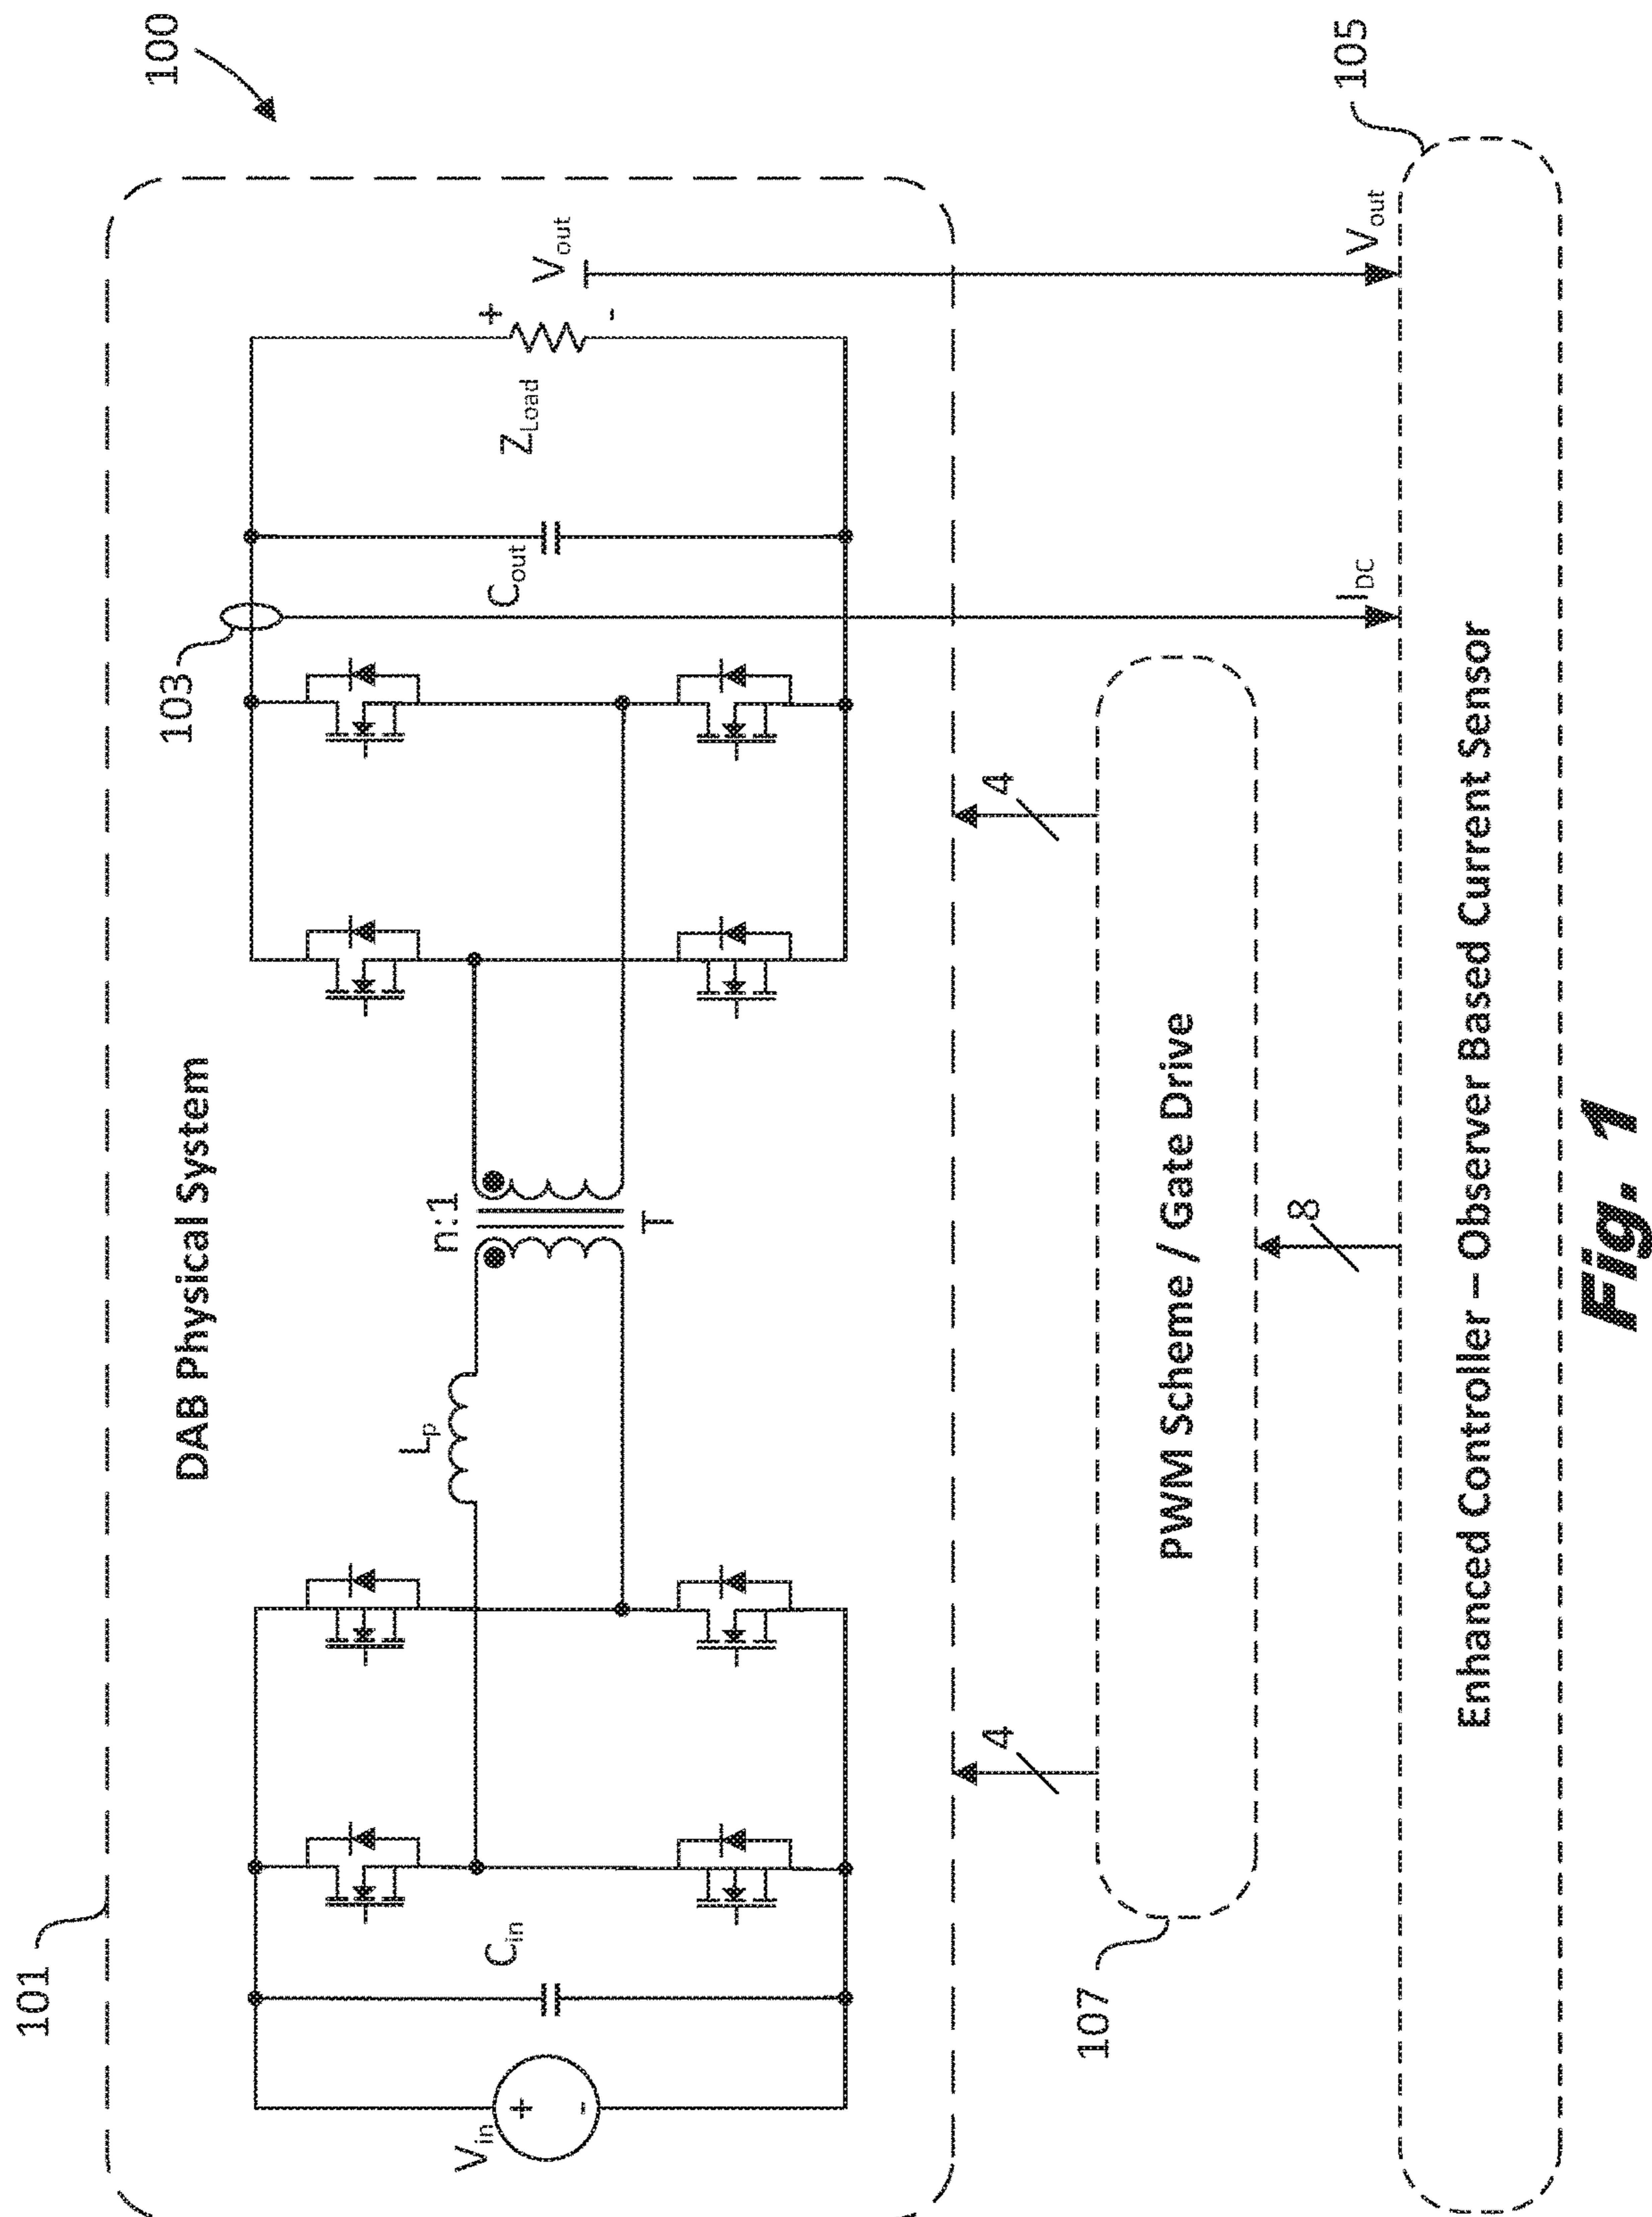 100
101
DAB Physical System
103
V_in
+
-
C_in
L_p
n:1
T
C_out
Z_Load
+
-
V_out
4
4
107
PWM Scheme / Gate Drive
8
I_DC
V_out
105
Enhanced Controller – Observer Based Current Sensor
Fig. 1